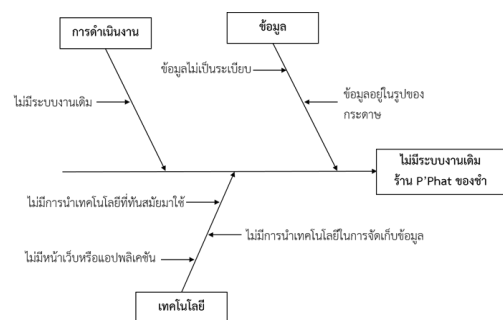 การดำเนินงาน
ข้อมูล
ข้อมูลไม่เป็นระเบียบ
ไม่มีระบบงานเดิม
ข้อมูลอยู่ในรูปของ
กระดาษ
ไม่มีระบบงานเดิม
ร้าน P'Phat ของชำ
ไม่มีการนำเทคโนโลยีที่ทันสมัยมาใช้
ไม่มีการนำเทคโนโลยีในการจัดเก็บข้อมูล
ไม่มีหน้าเว็บหรือแอปพลิเคชัน
เทคโนโลยี